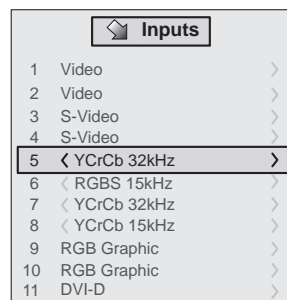 Inputs
1 Video
2 Video
3 S-Video
4 S-Video
5 YCrCb 32kHz
6 RGBS 15kHz
7 YCrCb 32kHz
8 YCrCb 15kHz
9 RGB Graphic
10 RGB Graphic
11 DVI-D